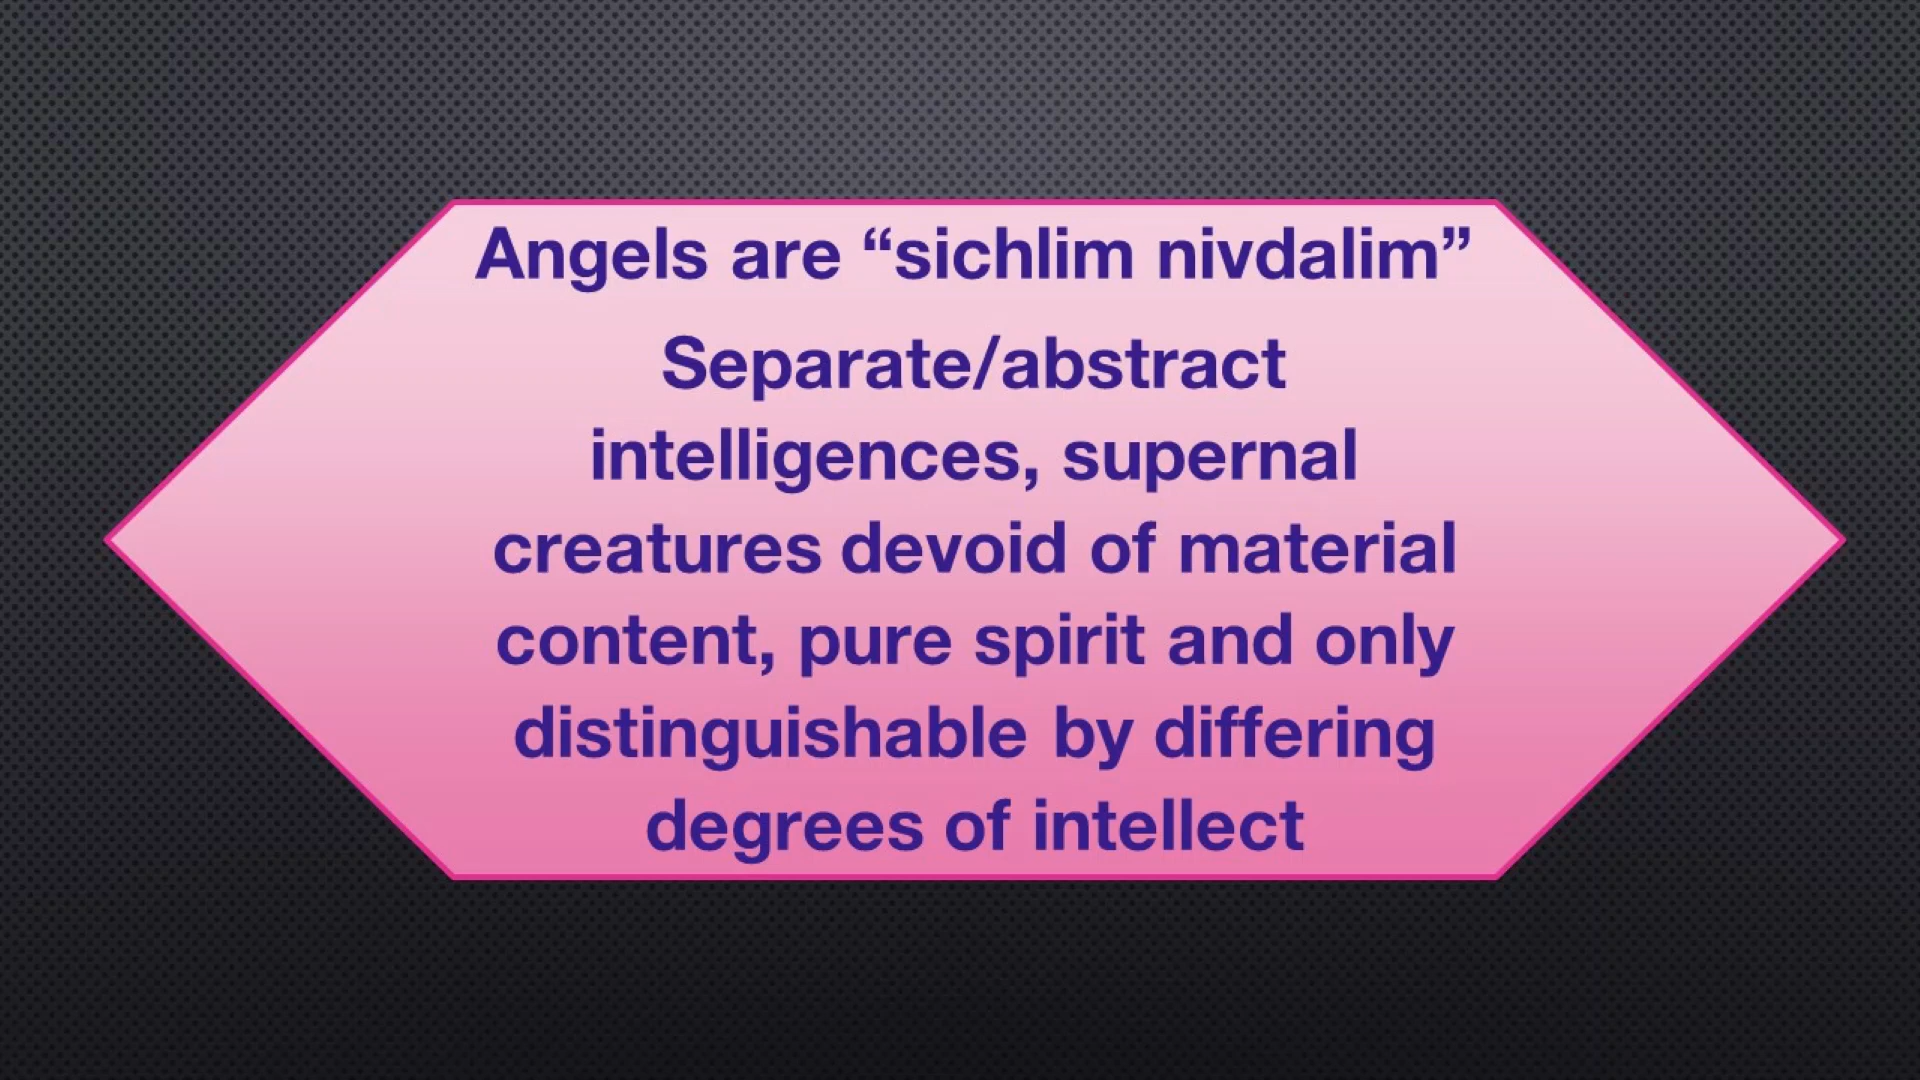 Angels are “sichlim nivdalim”
Separate/abstract
intelligences, supernal
creatures devoid of material
content, pure spirit and only
distinguishable by differing
degrees of intellect